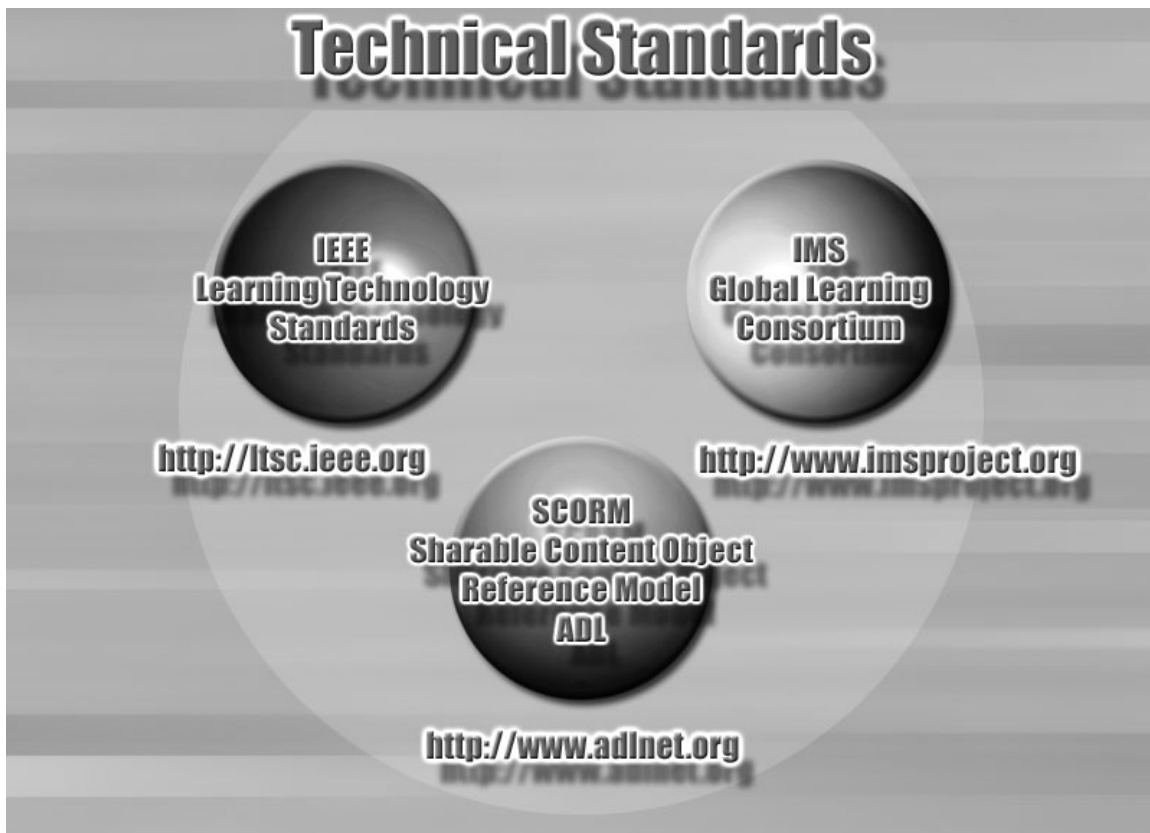 Technical Standards
IEEE
Learning Technology
Standards
http://ltsc.ieee.org
IMS
Global Learning
Consortium
http://www.imsproject.org
SCORM
Sharable Content Object
Reference Model
ADL
http://www.adlnet.org